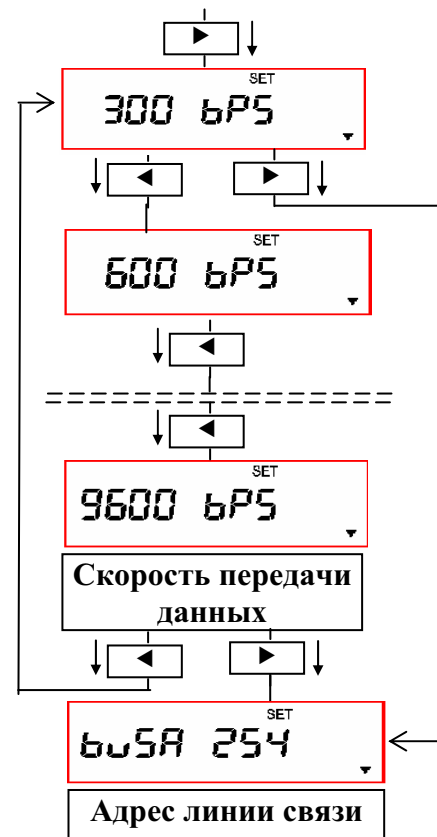 SET
300 bPS
SET
600 bPS
SET
9600 bPS
Скорость передачи
данных
SET
buSA 254
Адрес линии связи